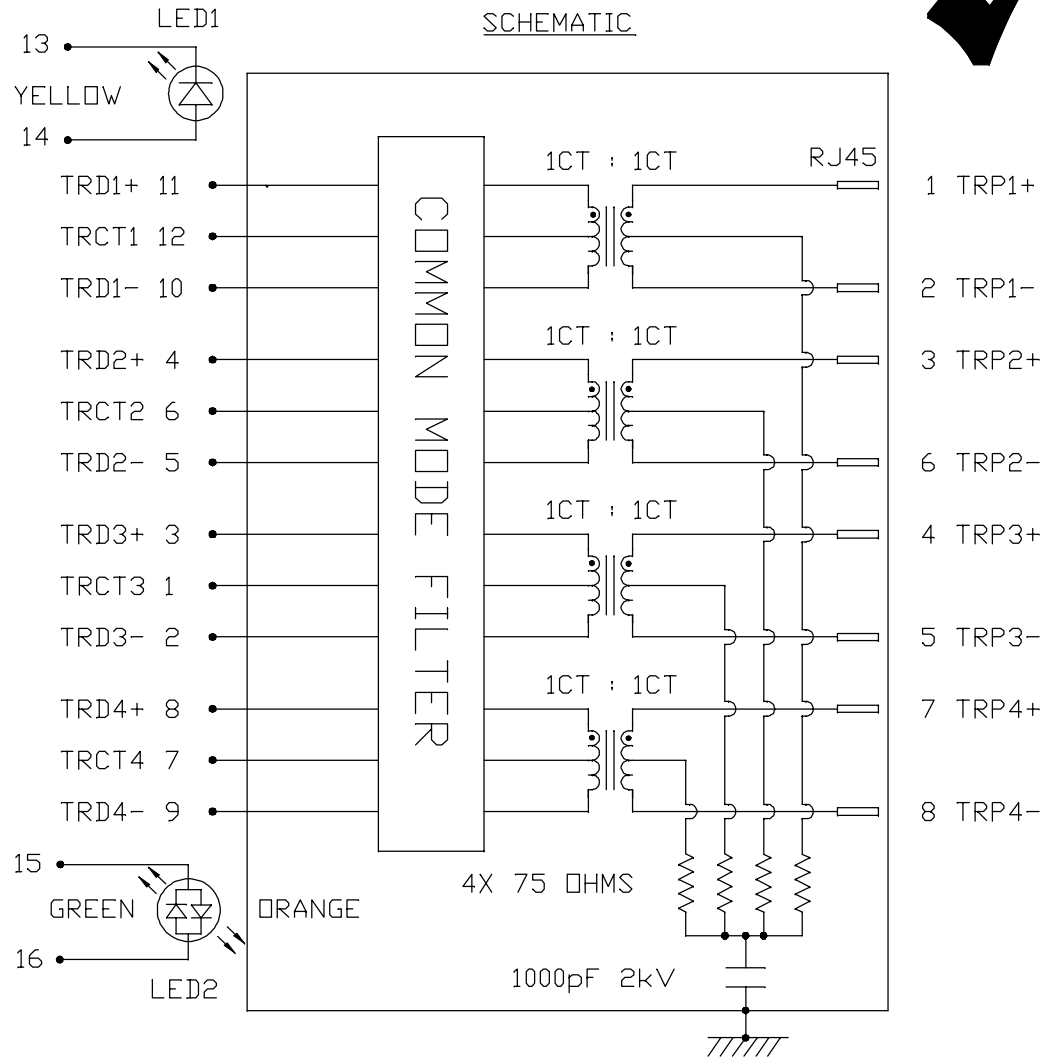 LED1
SCHEMATIC
13
YELLOW
14
1CT : 1CT
RJ45
TRD1+ 11
1 TRP1+
TRCT1 12
TRD1- 10
2 TRP1-
1CT : 1CT
TRD2+ 4
3 TRP2+
TRCT2 6
TRD2- 5
6 TRP2-
1CT : 1CT
TRD3+ 3
4 TRP3+
TRCT3 1
TRD3- 2
5 TRP3-
1CT : 1CT
TRD4+ 8
7 TRP4+
TRCT4 7
TRD4- 9
8 TRP4-
COMMON MODE FILTER
15
4X 75 OHMS
GREEN
ORANGE
16
LED2
1000pF 2kV